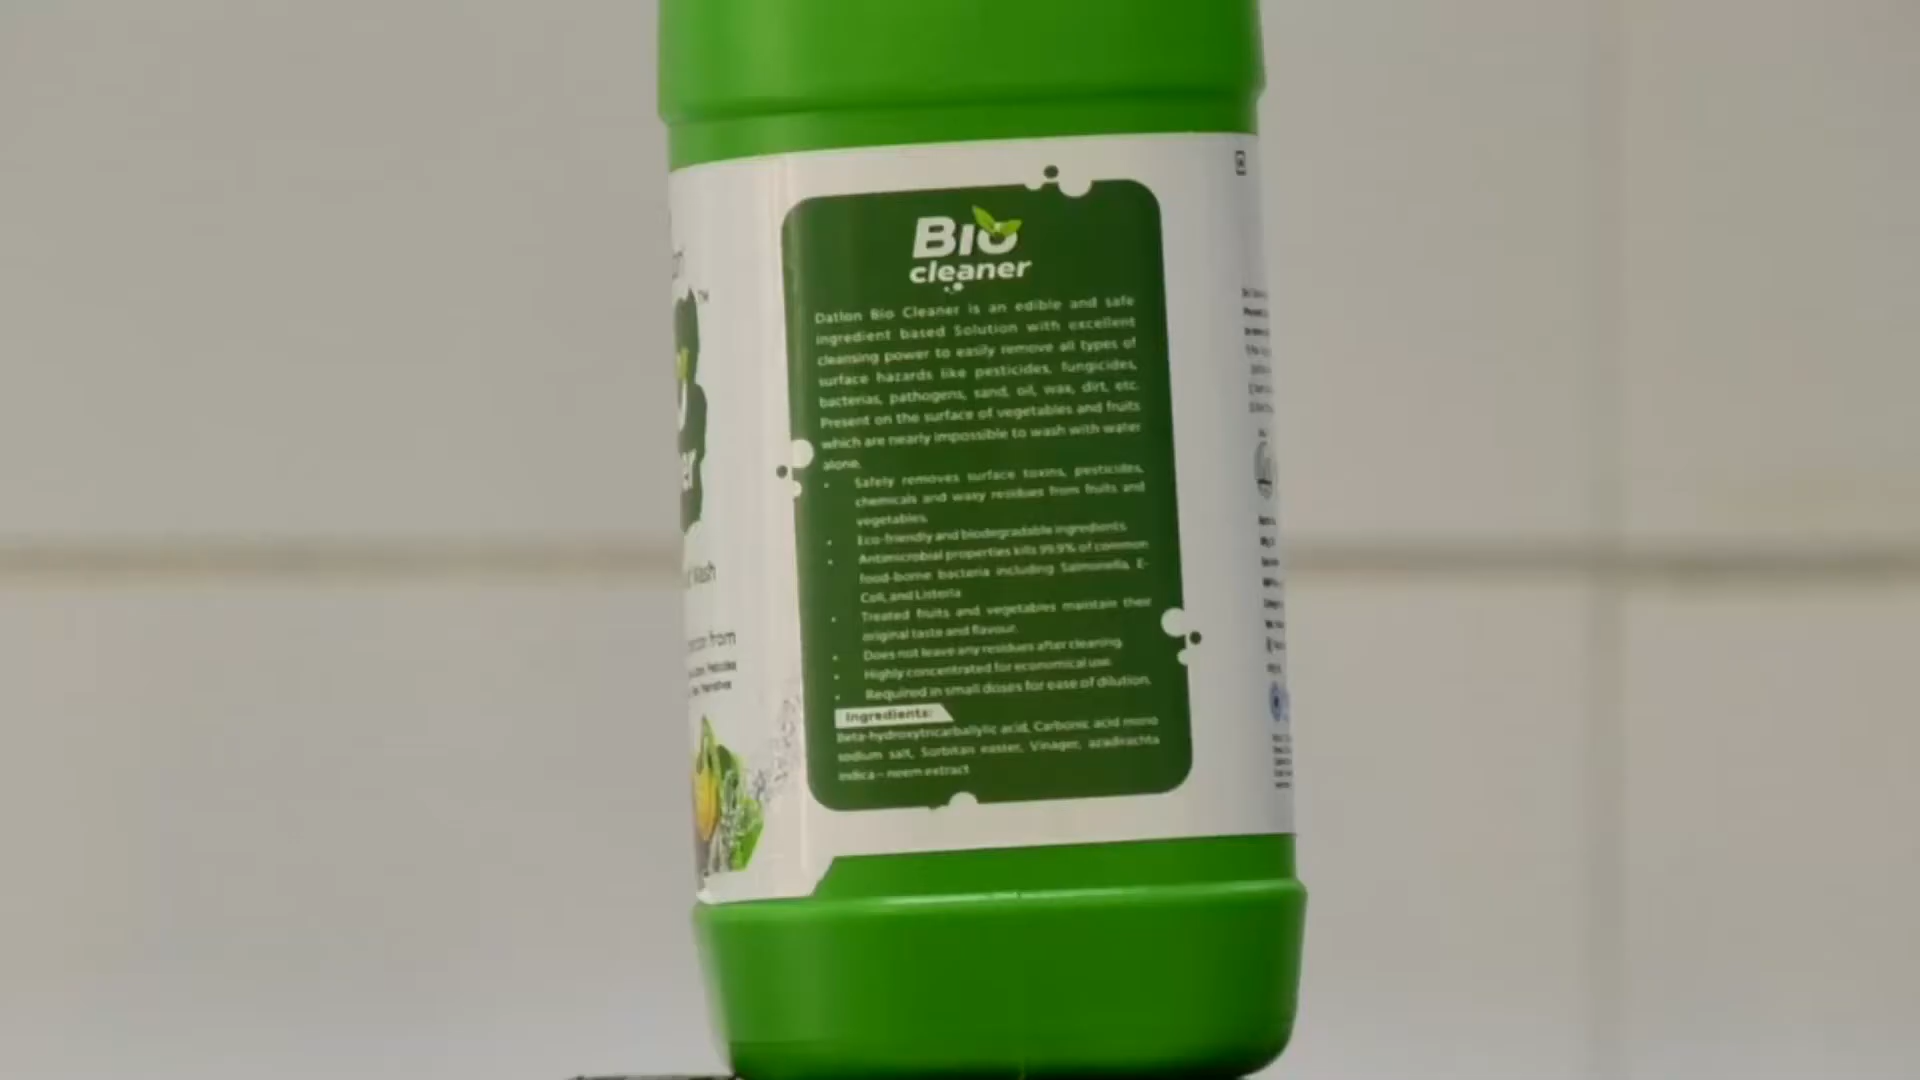 Bio
cleaner
Datlon Bio Cleaner is an edible and safe
ingredient based Solution with excellent
cleansing power to easily remove all types of
surface hazards like pesticides, fungicides,
bacterias, pathogens, sand, oil, wax, dirt, etc.
Present on the surface of vegetables and fruits
which are nearly impossible to wash with water
alone.
• Safely removes surface toxins, pesticides,
chemicals and waxy residues from fruits and
vegetables.
• Eco-friendly and biodegradable ingredients.
• Antimicrobial properties kills 99.9% of common
food-borne bacteria including Salmonella, E-
Coli, and Listeria
• Treated fruits and vegetables maintain their
original taste and flavour.
• Does not leave any residues after cleaning.
• Highly concentrated for economical use.
• Required in small doses for ease of dilution.
Ingredients:
Beta-hydroxytricarballylic acid, Carbonic acid mono
sodium salt, Sorbitan easter, Vinager, azadirachta
indica – neem extract
TM
Wash
from